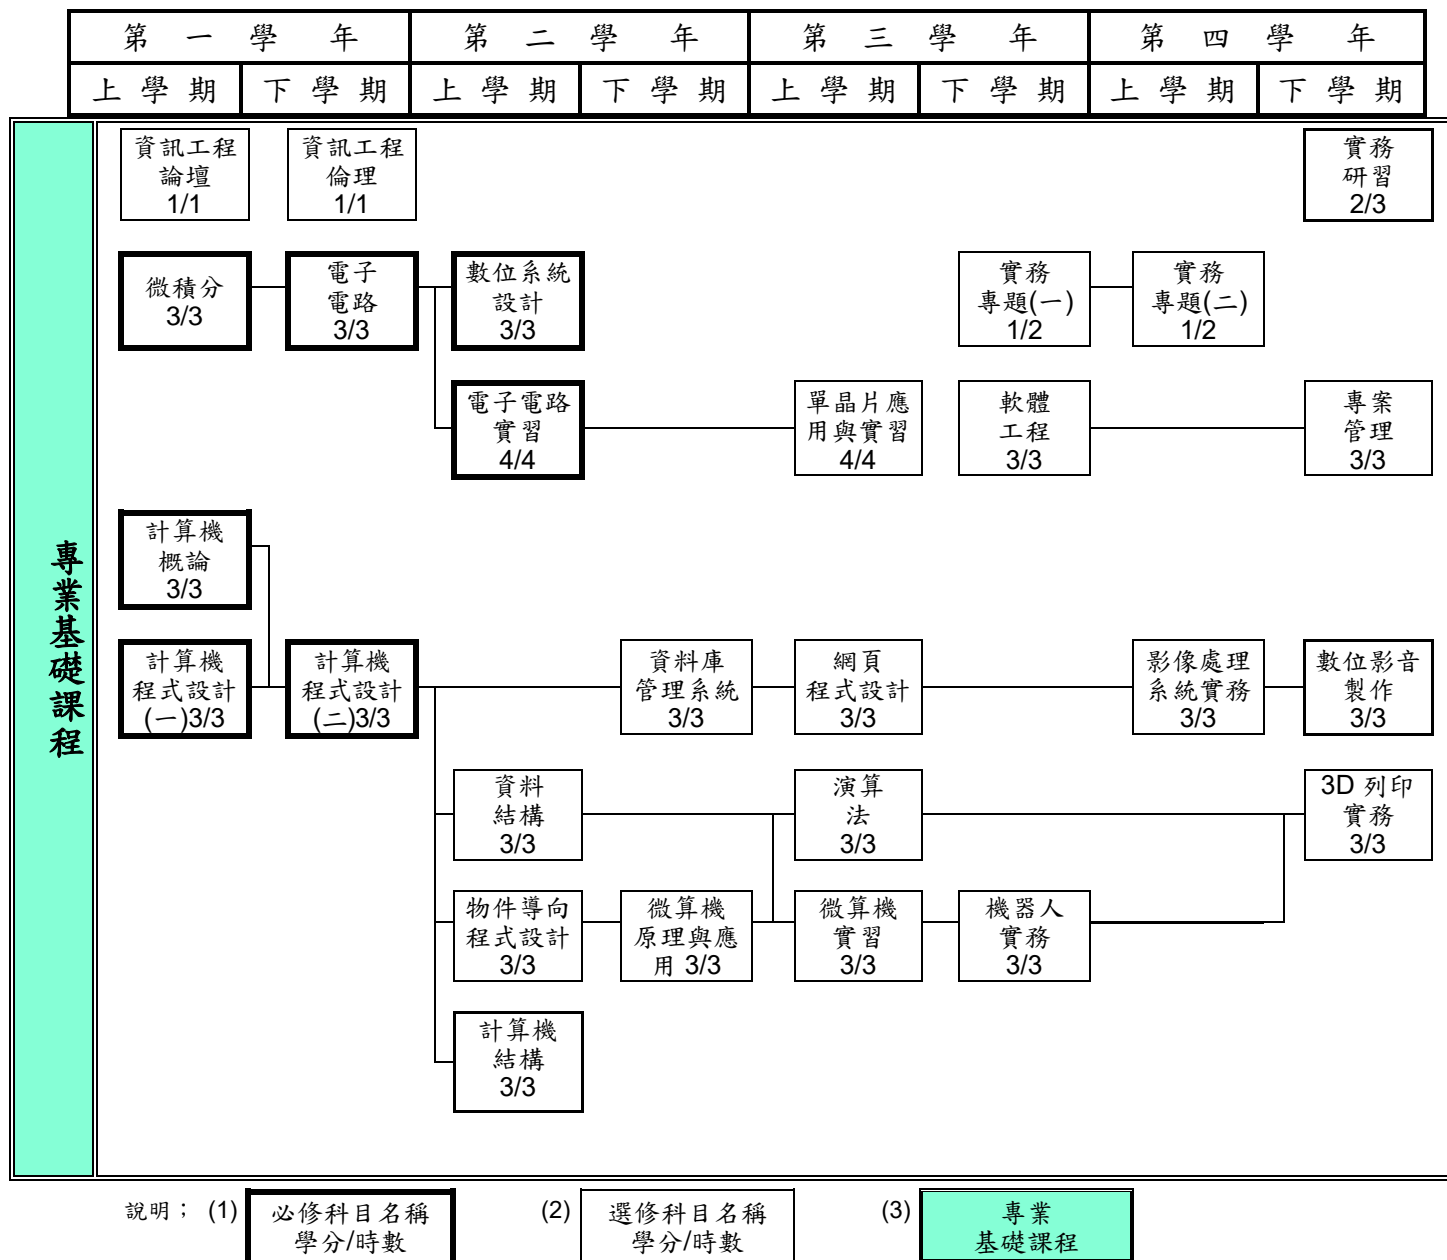 第一學年 第二學年 第三學年 第四學年
上學期 下學期 上學期 下學期 上學期 下學期 上學期 下學期
專業基礎課程
資訊工程
論壇
1/1
資訊工程
倫理
1/1
實務
研習
2/3
微積分
3/3
電子
電路
3/3
數位系統
設計
3/3
實務
專題(一)
1/2
實務
專題(二)
1/2
電子電路
實習
4/4
單晶片應
用與實習
4/4
軟體
工程
3/3
專案
管理
3/3
計算機
概論
3/3
計算機
程式設計
(一)3/3
計算機
程式設計
(二)3/3
資料庫
管理系統
3/3
網頁
程式設計
3/3
影像處理
系統實務
3/3
數位影音
製作
3/3
資料
結構
3/3
演算
法
3/3
3D 列印
實務
3/3
物件導向
程式設計
3/3
微算機
原理與應
用 3/3
微算機
實習
3/3
機器人
實務
3/3
計算機
結構
3/3
說明； (1)
必修科目名稱
學分/時數
(2)
選修科目名稱
學分/時數
(3)
專業
基礎課程